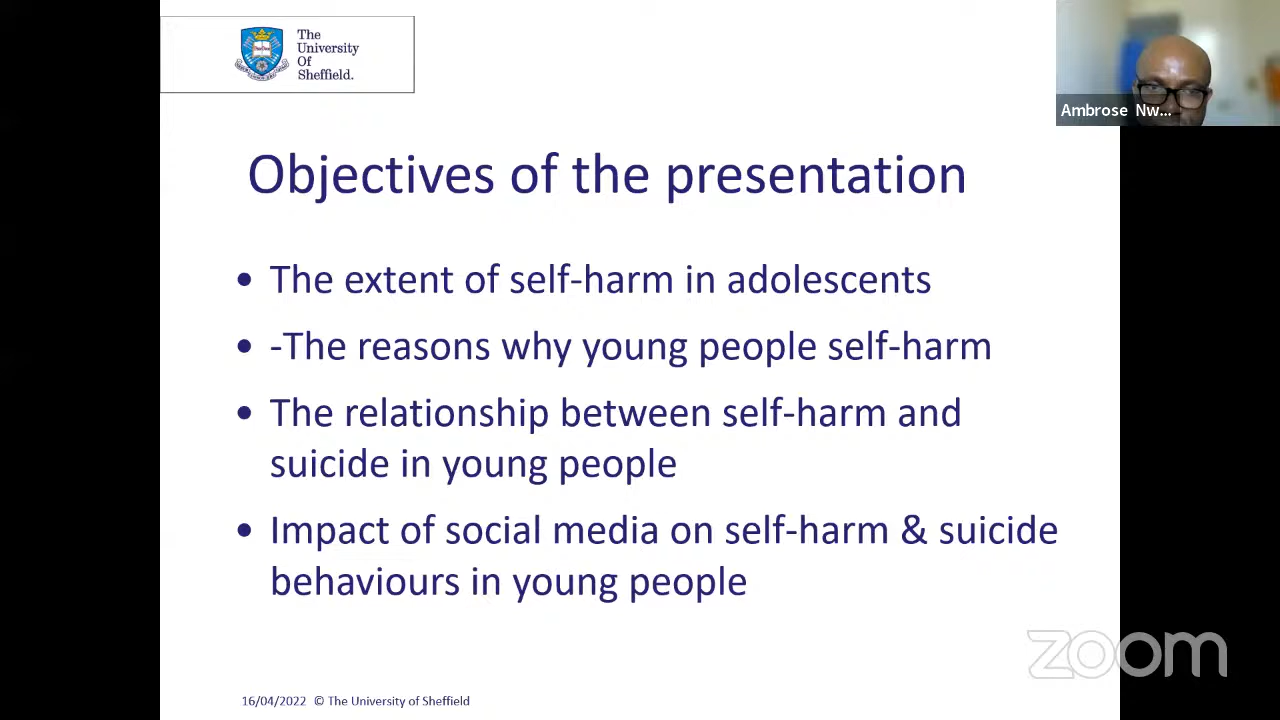 The
University
Of
Sheffield.
Ambrose Nw...
Objectives of the presentation
• The extent of self-harm in adolescents
• -The reasons why young people self-harm
• The relationship between self-harm and
suicide in young people
• Impact of social media on self-harm & suicide
behaviours in young people
zoom
16/04/2022 © The University of Sheffield